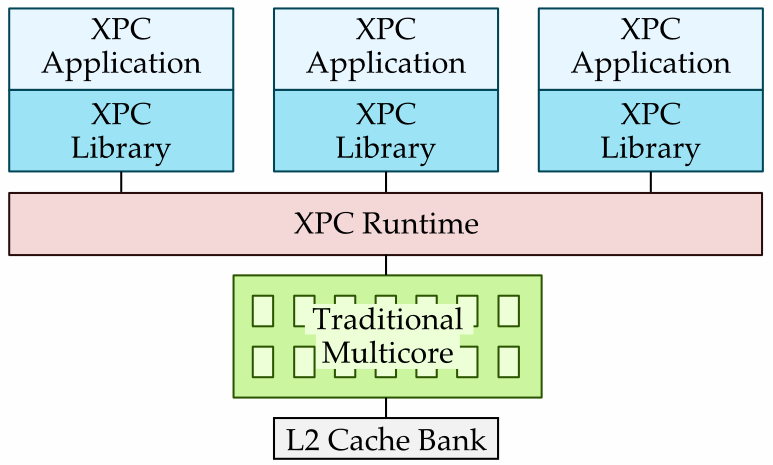 XPC
Application
XPC
Library
XPC
Application
XPC
Library
XPC
Application
XPC
Library
XPC Runtime
Traditional
Multicore
L2 Cache Bank